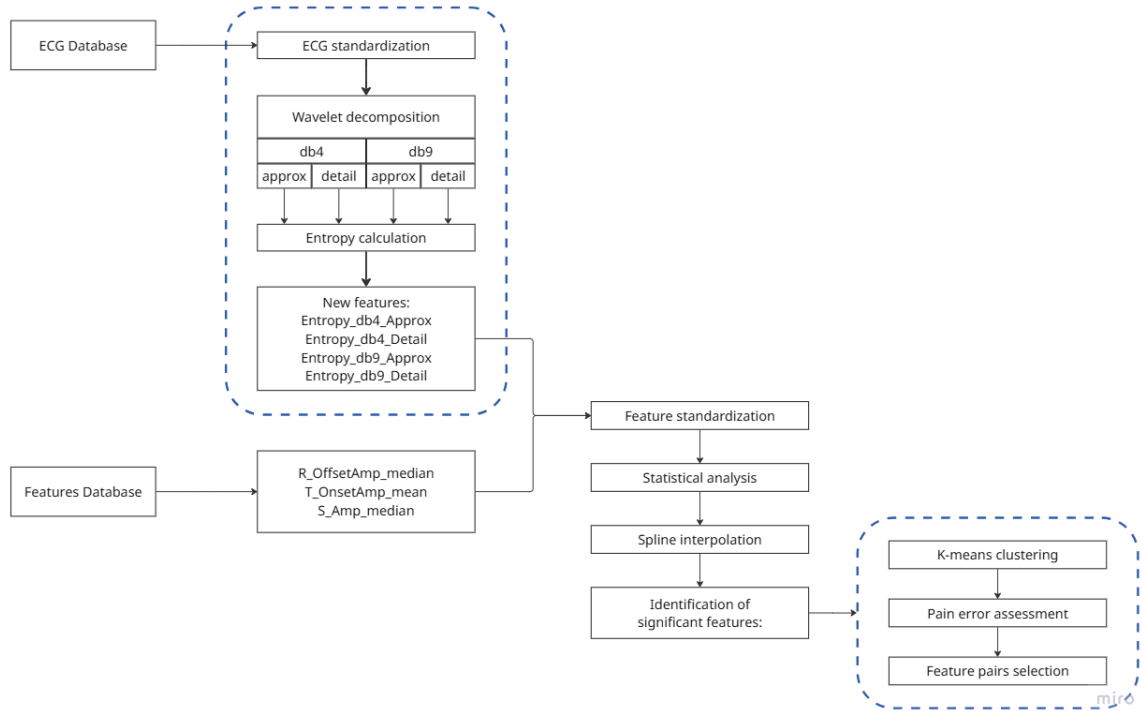 ECG Database
ECG standardization
Wavelet decomposition
db4
db9
approx
detail
approx
detail
Entropy calculation
New features:
Entropy_db4_Approx
Entropy_db4_Detail
Entropy_db9_Approx
Entropy_db9_Detail
Features Database
R_OffsetAmp_median
T_OnsetAmp_mean
S_Amp_median
Feature standardization
Statistical analysis
Spline interpolation
Identification of
significant features:
K-means clustering
Pain error assessment
Feature pairs selection
miro